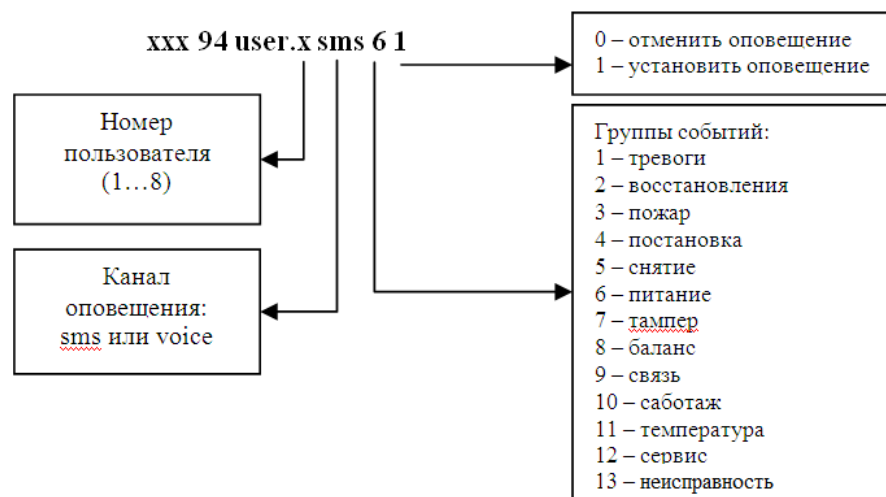 xxx 94 user.x sms 6 1
0 – отменить оповещение
1 – установить оповещение
Номер
пользователя
(1…8)
Канал
оповещения:
sms или voice
Группы событий:
1 – тревоги
2 – восстановления
3 – пожар
4 – постановка
5 – снятие
6 – питание
7 – тампер
8 – баланс
9 – связь
10 – саботаж
11 – температура
12 – сервис
13 – неисправность